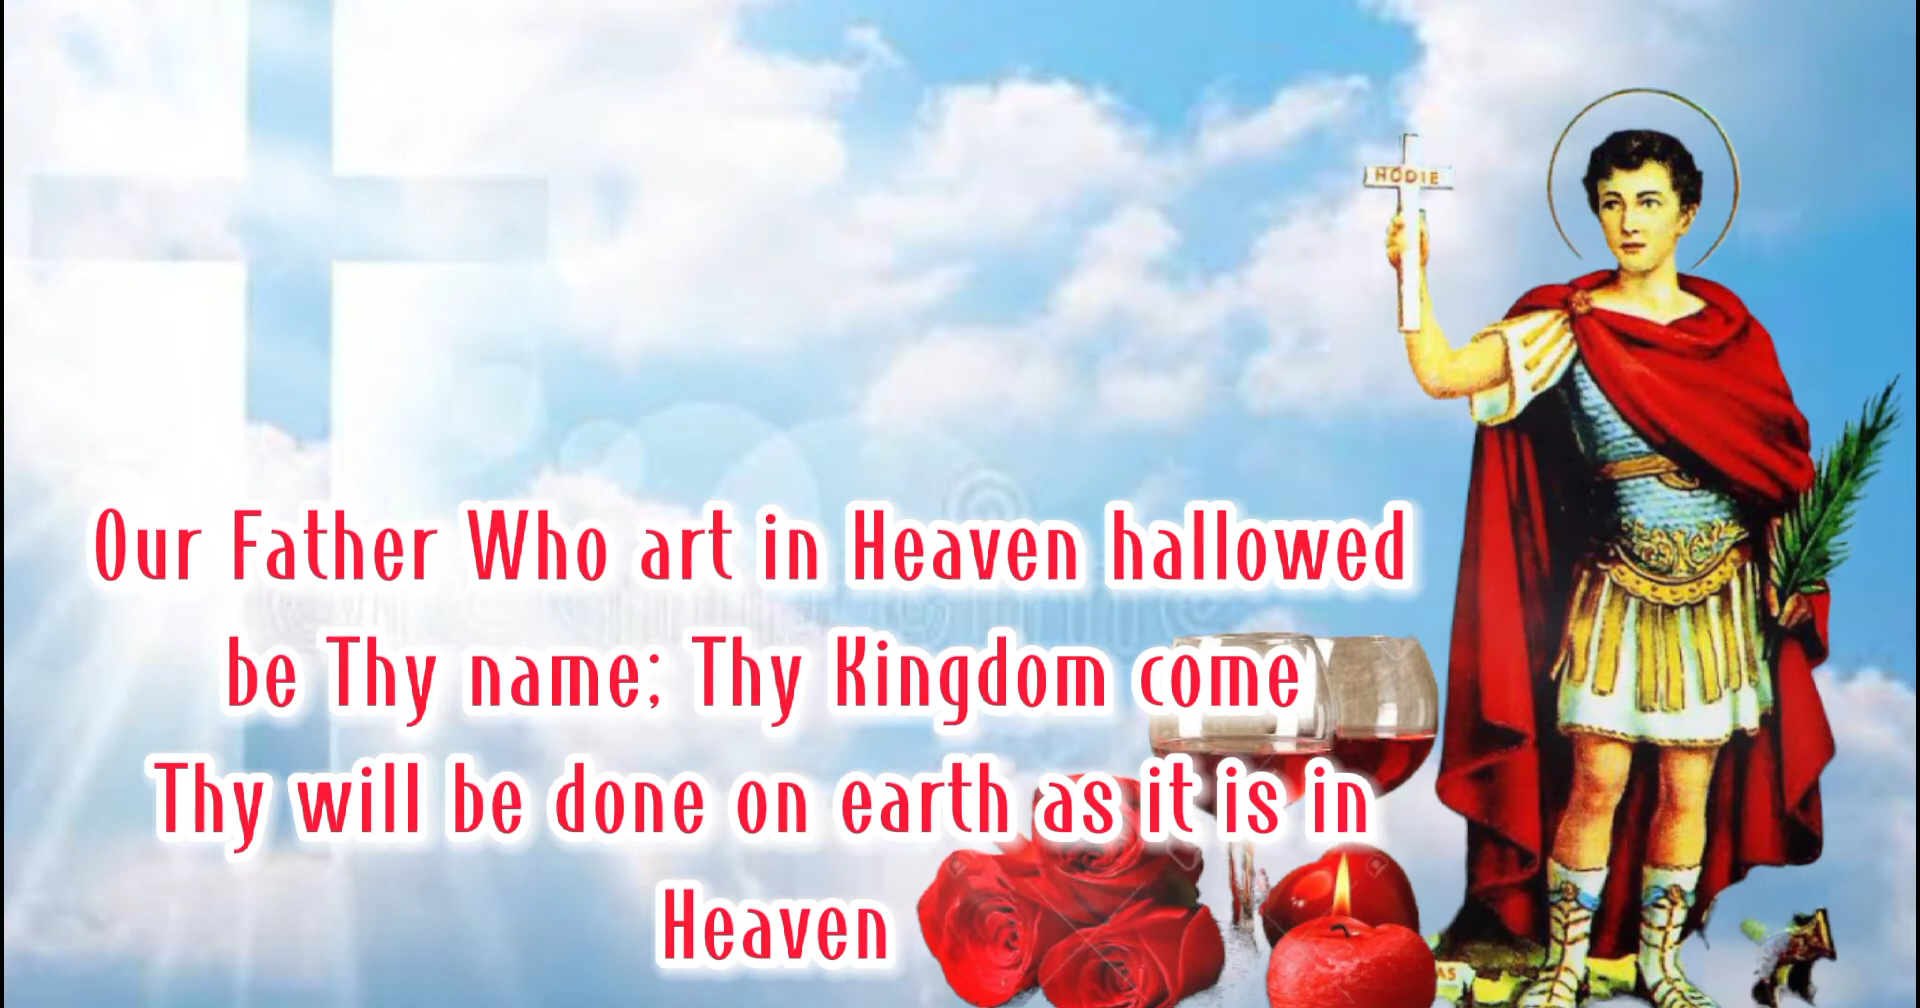 HODIE
Our Father Who art in Heaven hallowed
be Thy name; Thy Kingdom come
Thy will be done on earth as it is in
Heaven